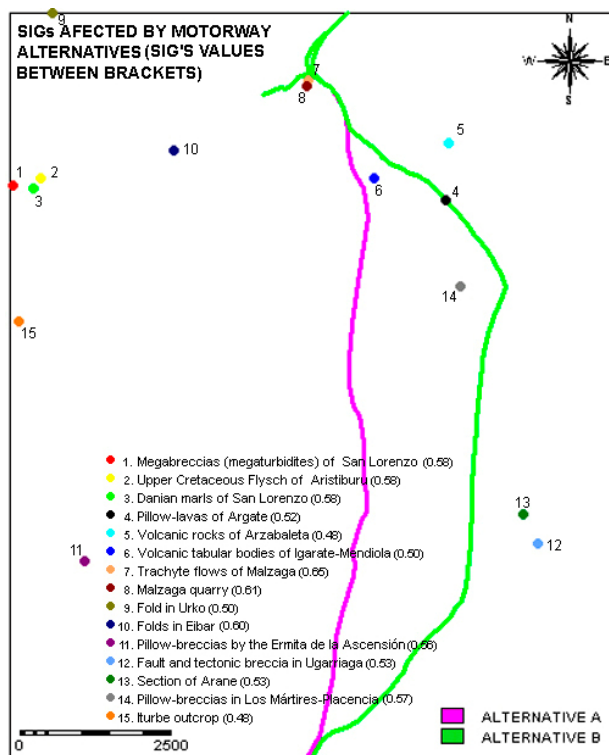 SIGs AFECTED BY MOTORWAY
ALTERNATIVES (SIG'S VALUES
BETWEEN BRACKETS)
N
W E
S
9
7
8
10
5
1
2
3
6
4
14
15
13
12
11
1. Megabreccias (megaturbidites) of San Lorenzo (0.58)
2. Upper Cretaceous Flysch of Aristiburu (0.58)
3. Danian marls of San Lorenzo (0.58)
4. Pillow-lavas of Argate (0.52)
5. Volcanic rocks of Arzabaleta (0.48)
6. Volcanic tabular bodies of Igarate-Mendiola (0.50)
7. Trachyte flows of Malzaga (0.65)
8. Malzaga quarry (0.61)
9. Fold in Urko (0.50)
10. Folds in Eibar (0.60)
11. Pillow-breccias by the Ermita de la Ascensión (0.56)
12. Fault and tectonic breccia in Ugarriaga (0.53)
13. Section of Arane (0.53)
14. Pillow-breccias in Los Mártires-Placencia (0.57)
15. Iturbe outcrop (0.48)
0 2500
ALTERNATIVE A
ALTERNATIVE B